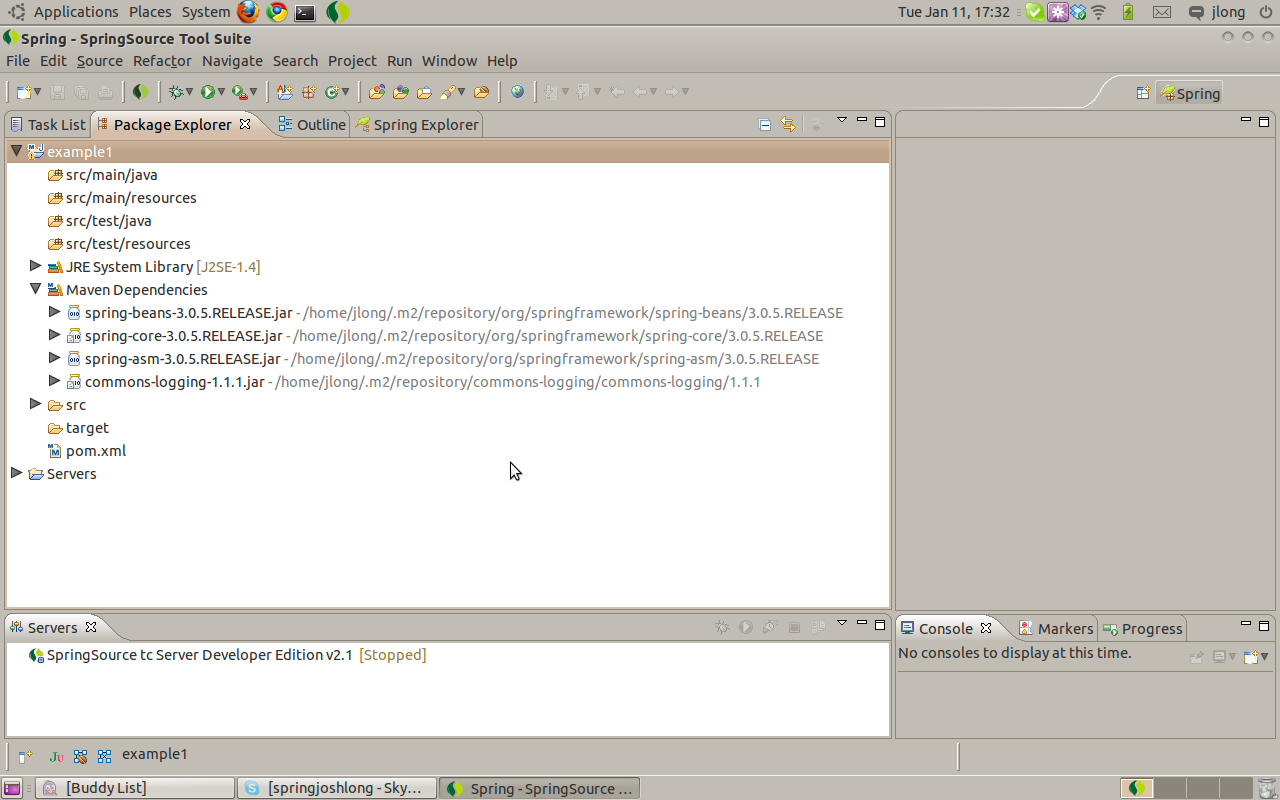 Applications Places System Tue Jan 11, 17:32 jlong
Spring - SpringSource Tool Suite
File Edit Source Refactor Navigate Search Project Run Window Help
Spring
Task List Package Explorer Outline Spring Explorer
example1
src/main/java
src/main/resources
src/test/java
src/test/resources
JRE System Library [J2SE-1.4]
Maven Dependencies
spring-beans-3.0.5.RELEASE.jar - /home/jlong/.m2/repository/org/springframework/spring-beans/3.0.5.RELEASE
spring-core-3.0.5.RELEASE.jar - /home/jlong/.m2/repository/org/springframework/spring-core/3.0.5.RELEASE
spring-asm-3.0.5.RELEASE.jar - /home/jlong/.m2/repository/org/springframework/spring-asm/3.0.5.RELEASE
commons-logging-1.1.1.jar - /home/jlong/.m2/repository/commons-logging/commons-logging/1.1.1
src
target
pom.xml
Servers
Servers
SpringSource tc Server Developer Edition v2.1 [Stopped]
Console Markers Progress
No consoles to display at this time.
Ju example1
[Buddy List] [springjoshlong - Sky... Spring - SpringSource ...